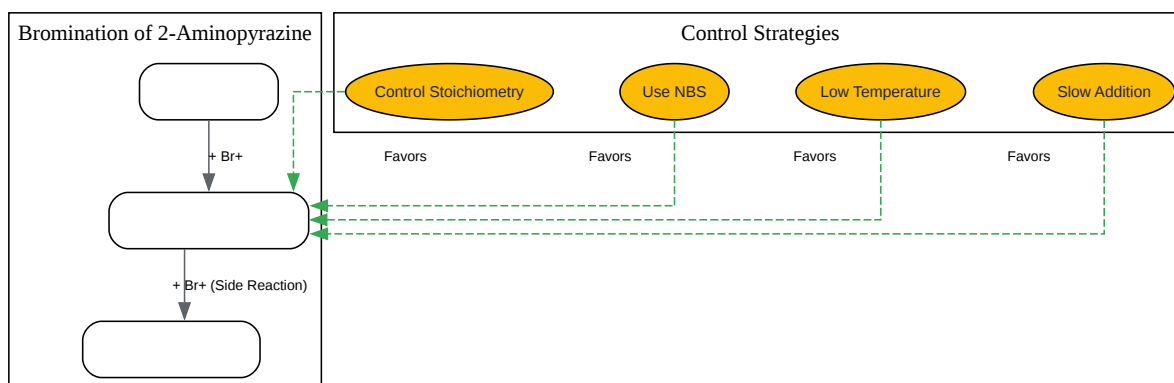 Bromination of 2-Aminopyrazine
Control Strategies
Control Stoichiometry
Use NBS
Low Temperature
Slow Addition
+ Br+
Favors
Favors
Favors
Favors
+ Br+ (Side Reaction)